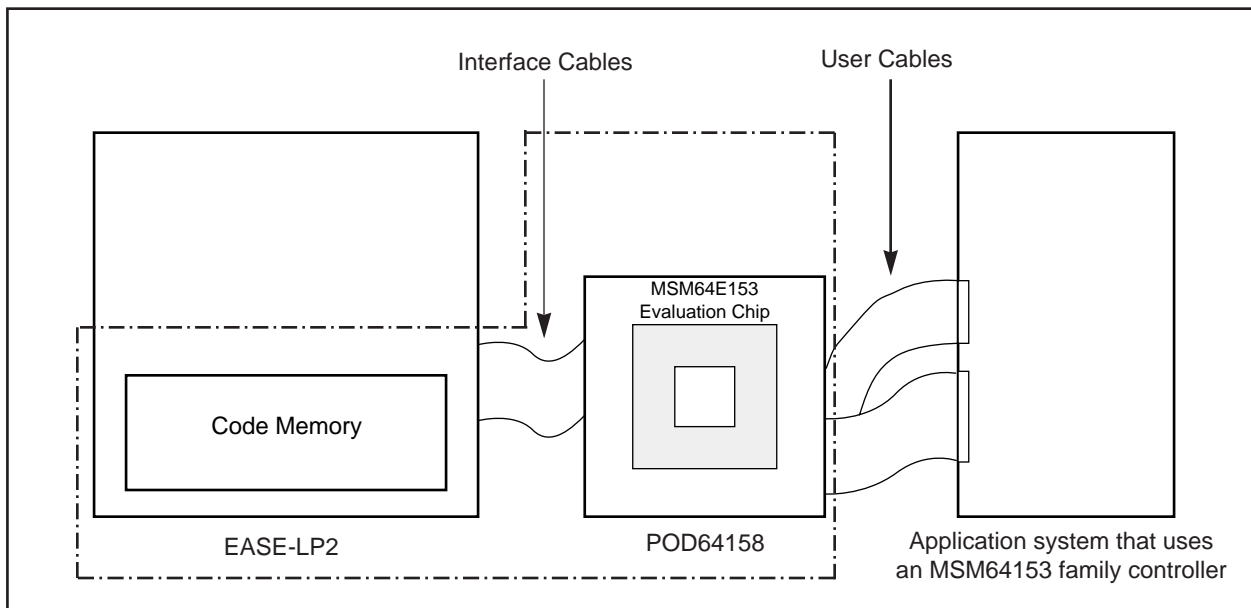 Interface Cables
User Cables
MSM64E153
Evaluation Chip
Code Memory
EASE-LP2
POD64158
Application system that uses
an MSM64153 family controller